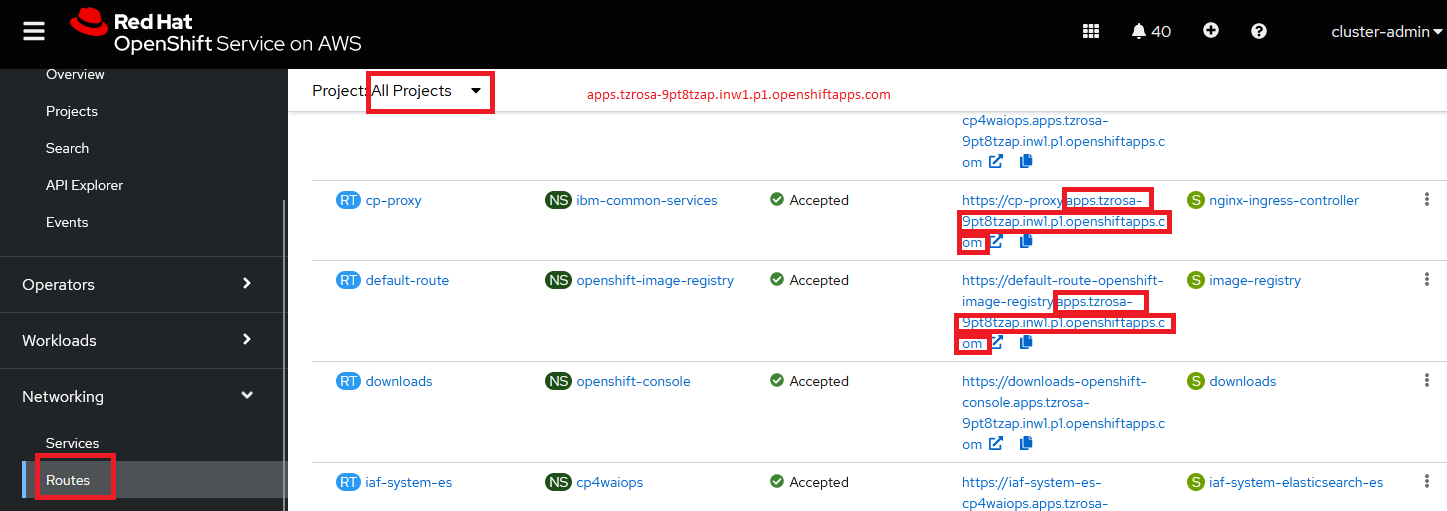 Red Hat
OpenShift Service on AWS
40
cluster-admin
Overview
Projects
Search
API Explorer
Events
Operators
Workloads
Networking
Services
Routes
Project: All Projects
apps.tzrosa-9pt8tzap.inw1.p1.openshiftapps.com
cp4waiops.apps.tzrosa-
9pt8tzap.inw1.p1.openshiftapps.c
om
RT cp-proxy
NS ibm-common-services
Accepted
https://cp-proxy.apps.tzrosa-
9pt8tzap.inw1.p1.openshiftapps.c
om
S nginx-ingress-controller
RT default-route
NS openshift-image-registry
Accepted
https://default-route-openshift-
image-registry.apps.tzrosa-
9pt8tzap.inw1.p1.openshiftapps.c
om
S image-registry
RT downloads
NS openshift-console
Accepted
https://downloads-openshift-
console.apps.tzrosa-
9pt8tzap.inw1.p1.openshiftapps.c
om
S downloads
RT iaf-system-es
NS cp4waiops
Accepted
https://iaf-system-es-
cp4waiops.apps.tzrosa-
S iaf-system-elasticsearch-es